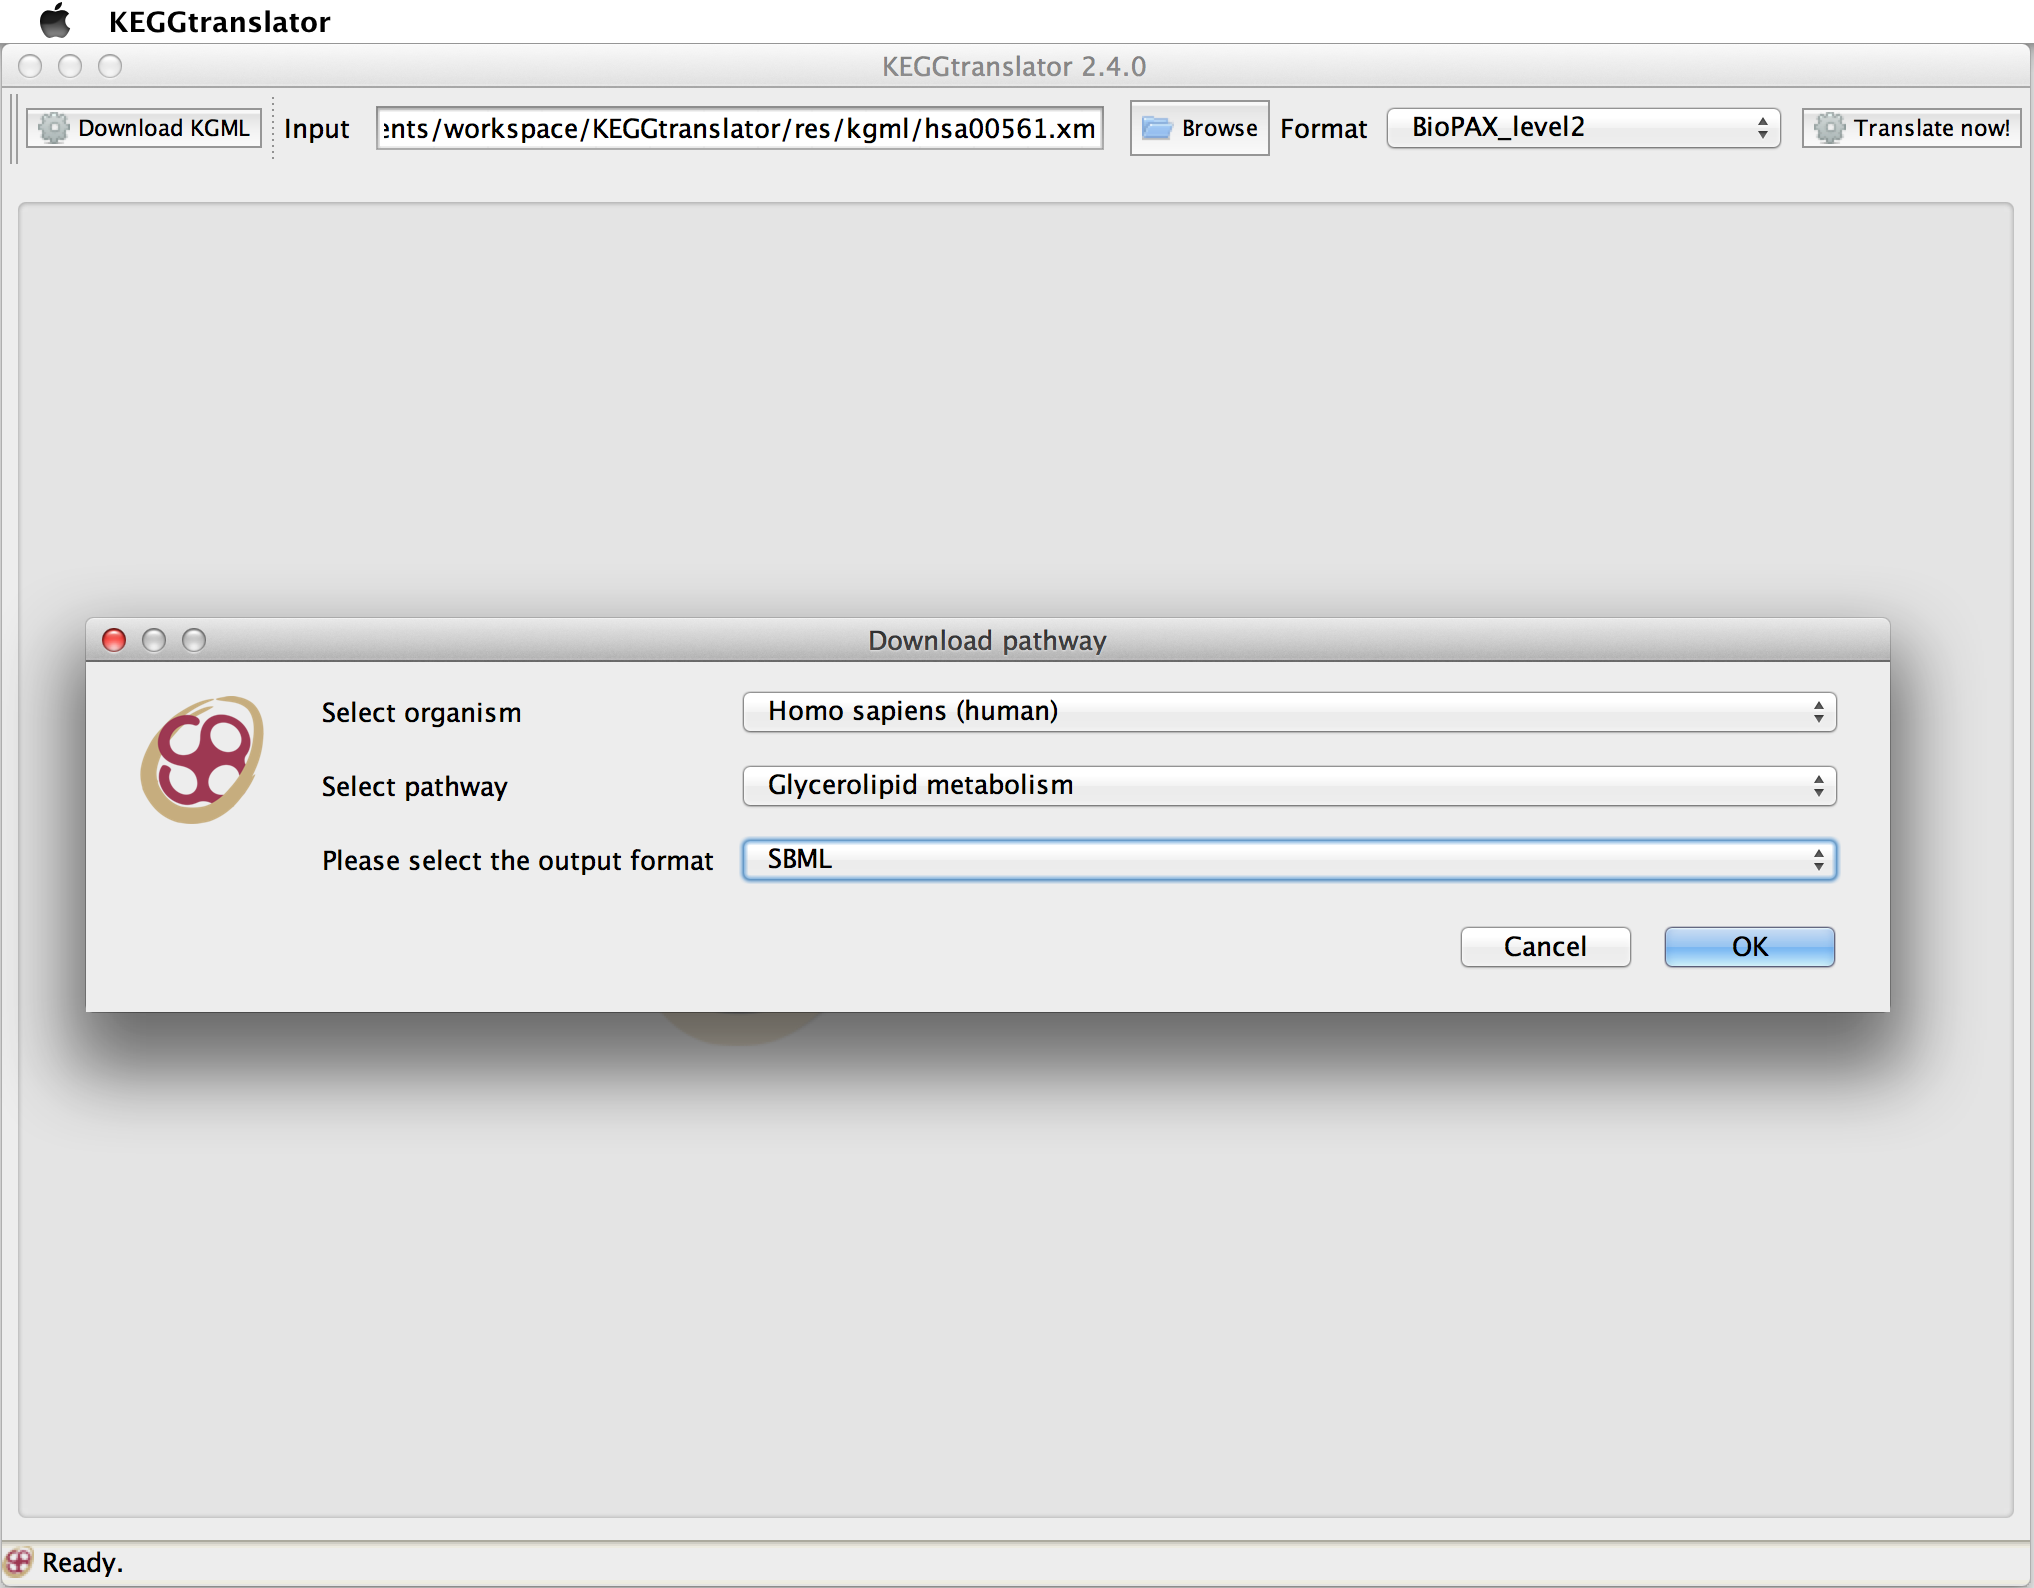 KEGGtranslator
KEGGtranslator 2.4.0
Download KGML Input ents/workspace/KEGGtranslator/res/kgml/hsa00561.xm Browse Format BioPAX_level2 Translate now!
Download pathway
Select organism Homo sapiens (human)
Select pathway Glycerolipid metabolism
Please select the output format SBML
Cancel OK
Ready.